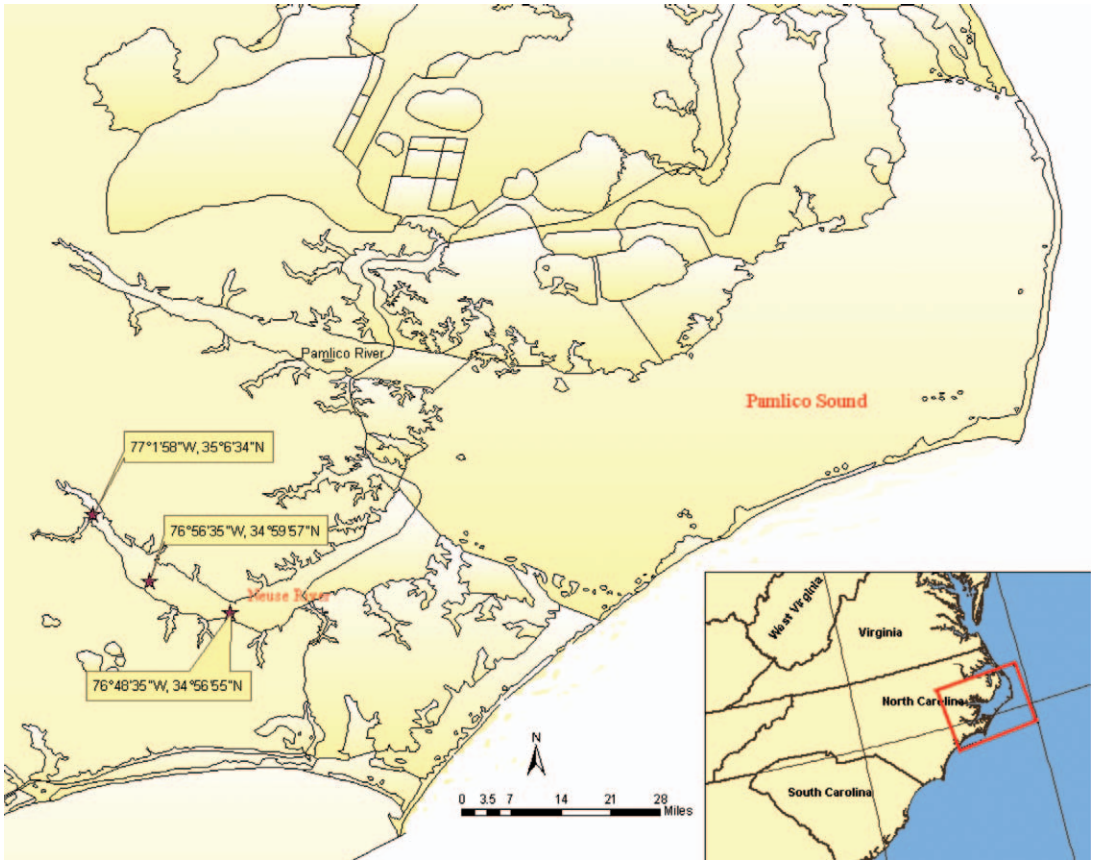 Pamlico River
Pamlico Sound
77°1'58"W, 35°6'34"N
76°56'35"W, 34°59'57"N
Neuse River
76°48'35"W, 34°56'55"N
N
0 3.5 7 14 21 28
Miles
West Virginia
Virginia
North Carolina
South Carolina